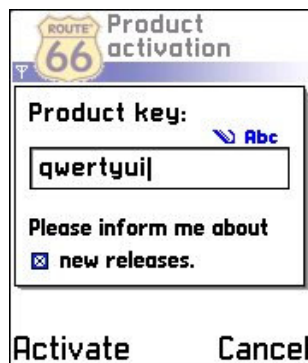 ROUTE
66
Product
activation
Product key:
Abc
qwertyui
Please inform me about
new releases.
Activate Cancel